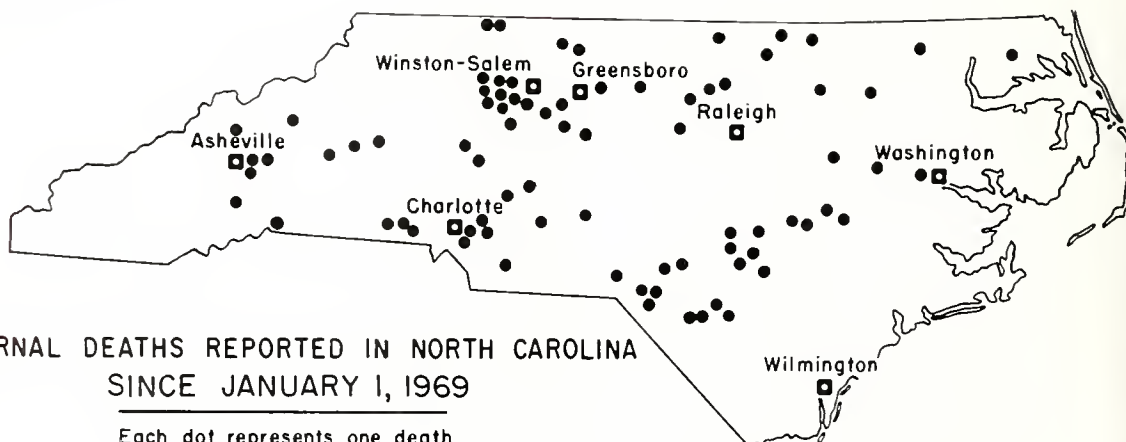 Winston-Salem
Greensboro
Raleigh
Asheville
Washington
Charlotte
RNAL DEATHS REPORTED IN NORTH CAROLINA
SINCE JANUARY 1, 1969
Wilmington
Each dot represents one death